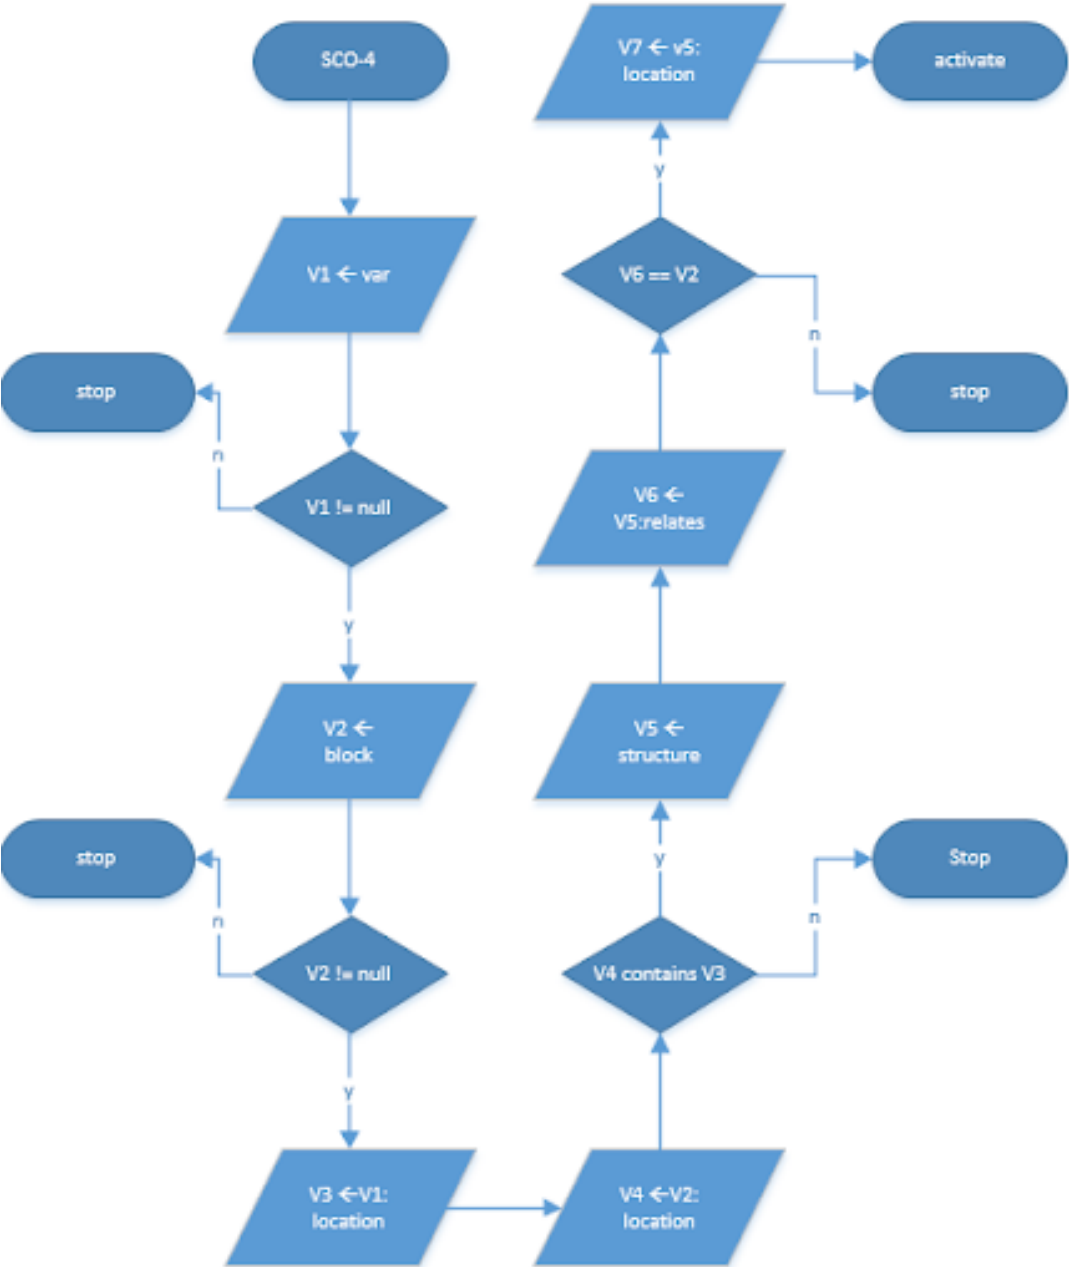 SCO-4
V1 ← var
stop
n
V1 != null
y
V2 ←
block
stop
n
V2 != null
y
V3 ←V1:
location
V4 ←V2:
location
V4 contains V3
n
Stop
y
V5 ←
structure
V6 ←
V5:relates
V6 == V2
n
stop
y
V7 ← v5:
location
activate